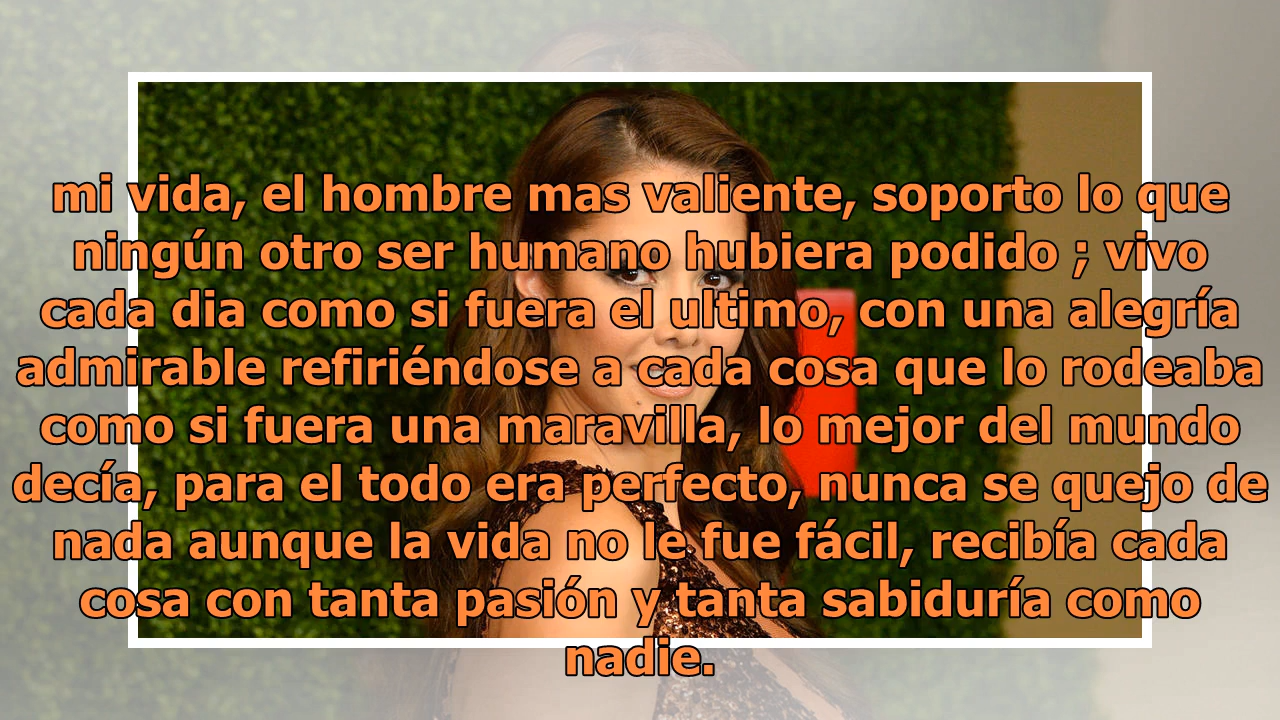 mi vida, el hombre mas valiente, soporto lo que
ningún otro ser humano hubiera podido ; vivo
cada dia como si fuera el ultimo, con una alegría
admirable refiriéndose a cada cosa que lo rodeaba
como si fuera una maravilla, lo mejor del mundo
decía, para el todo era perfecto, nunca se quejo de
nada aunque la vida no le fue fácil, recibía cada
cosa con tanta pasión y tanta sabiduría como
nadie.